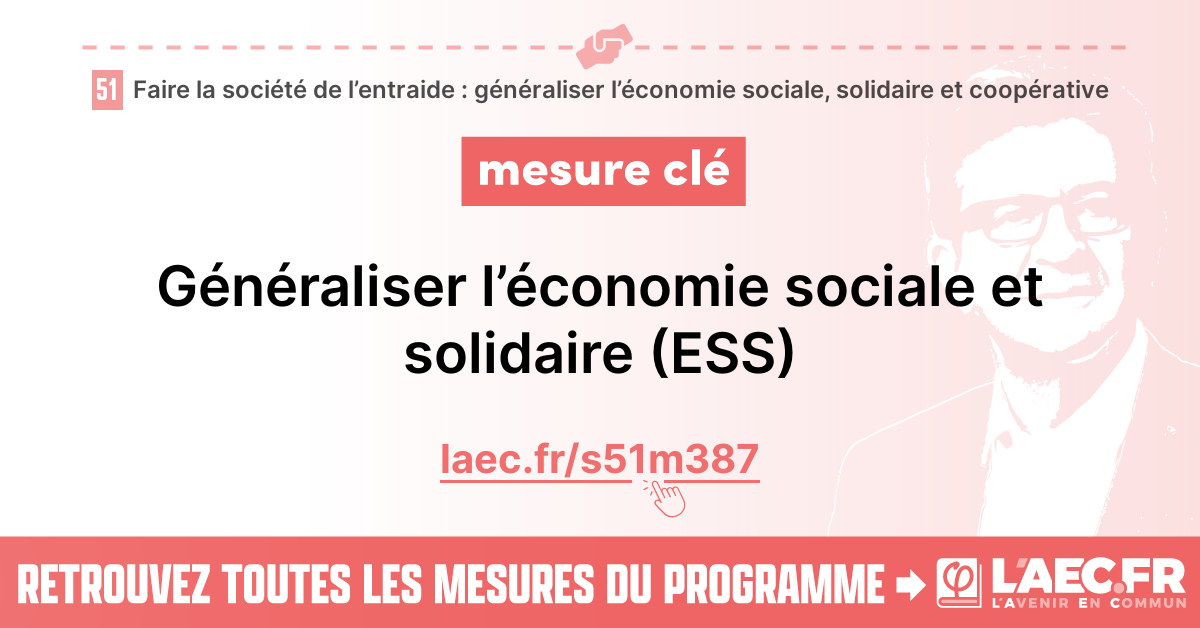 51 Faire la société de l’entraide : généraliser l’économie sociale, solidaire et coopérative
mesure clé
Généraliser l’économie sociale et
solidaire (ESS)
laec.fr/s51m387
RETROUVEZ TOUTES LES MESURES DU PROGRAMME
φ L’AEC.FR
L’AVENIR EN COMMUN